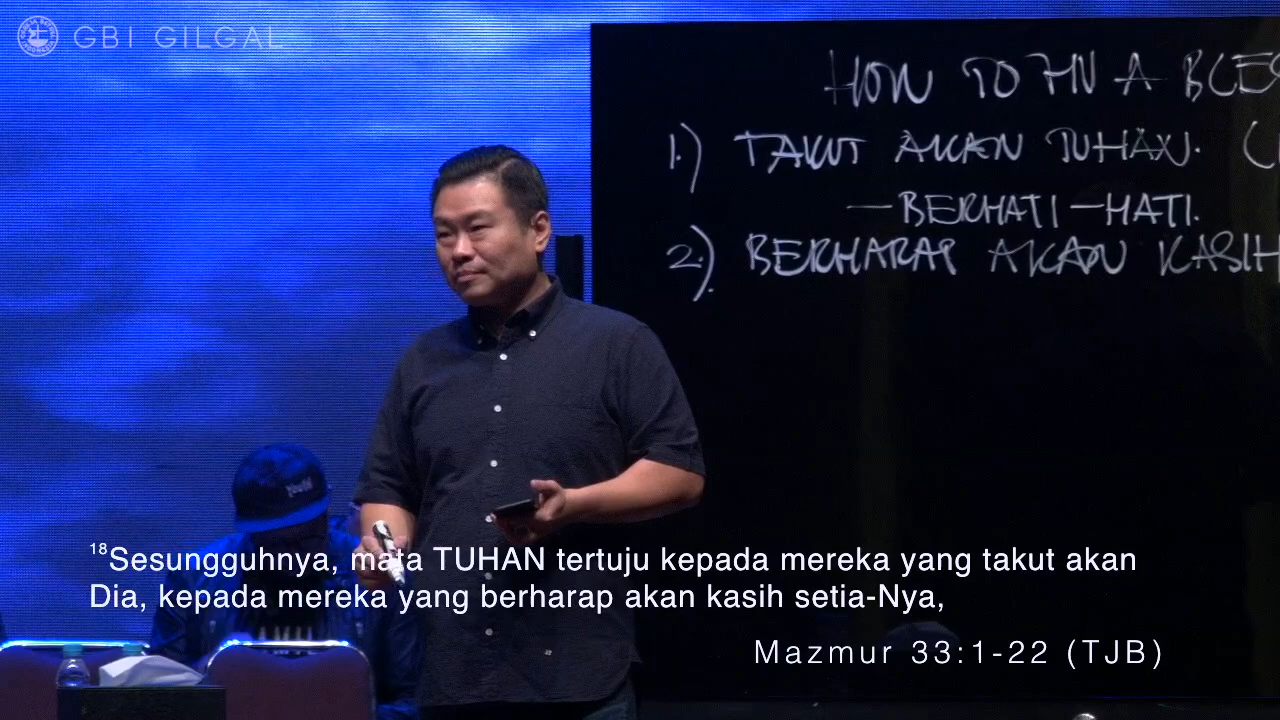 GBI GILGAL
HOW TO
1.) TAKUT AKAN TUHAN.
— BERHATI — HATI.
2.) BERHARAP AKAN KASIH
18Sesungguhnya, mata TUHAN tertuju kepada mereka yang takut akan
Dia, kepada mereka yang berharap akan kasih setia-Nya,
Mazmur 33:1-22 (TJB)